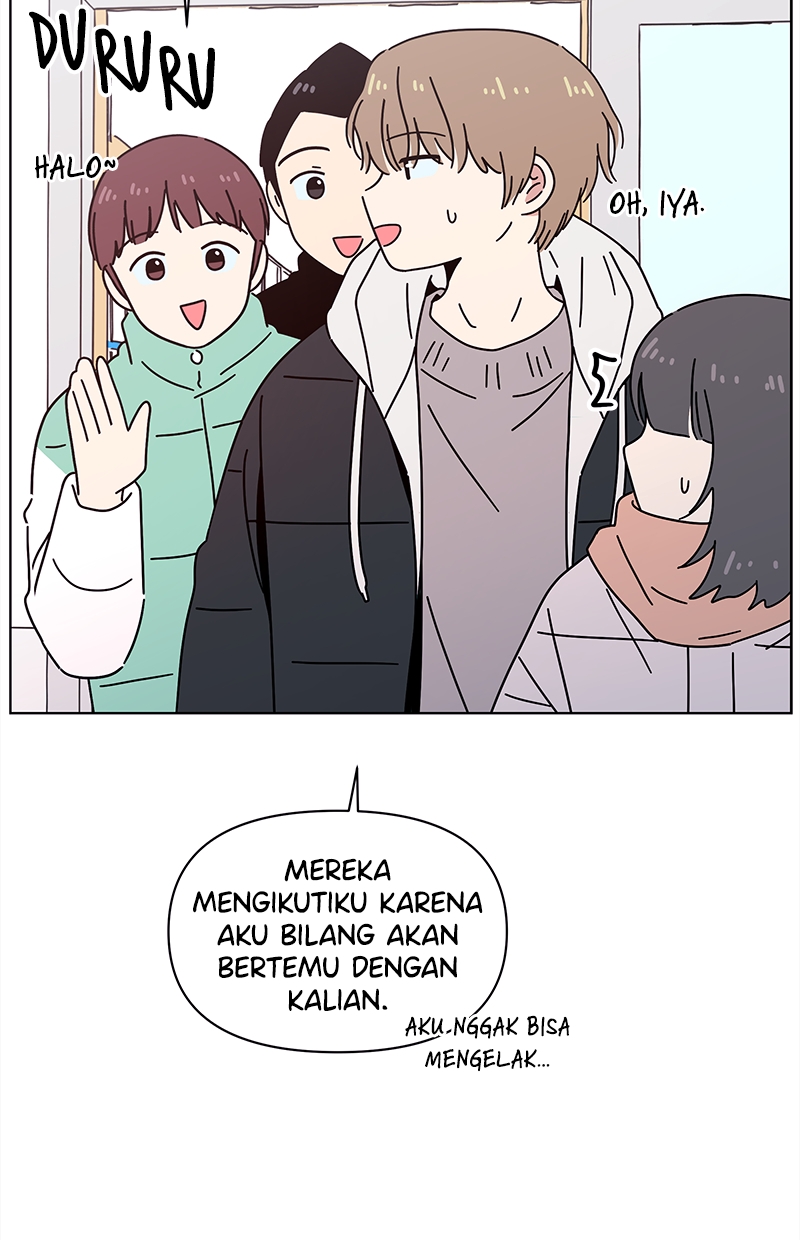 DURURU
HALO~
OH, IYA.
MEREKA
MENGIKUTIKU KARENA
AKU BILANG AKAN
BERTEMU DENGAN
KALIAN.
AKU NGGAK BISA
MENGELAK...